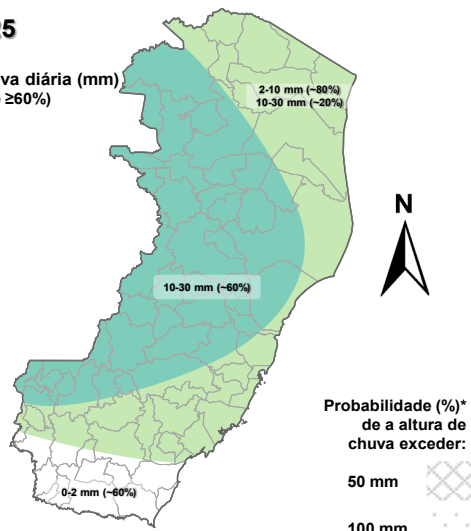 25
va diária (mm)
≥60%)
2-10 mm (~80%)
10-30 mm (~20%)
N
10-30 mm (~60%)
Probabilidade (%)*
de a altura de
chuva exceder:
50 mm
100 mm
0-2 mm (~60%)